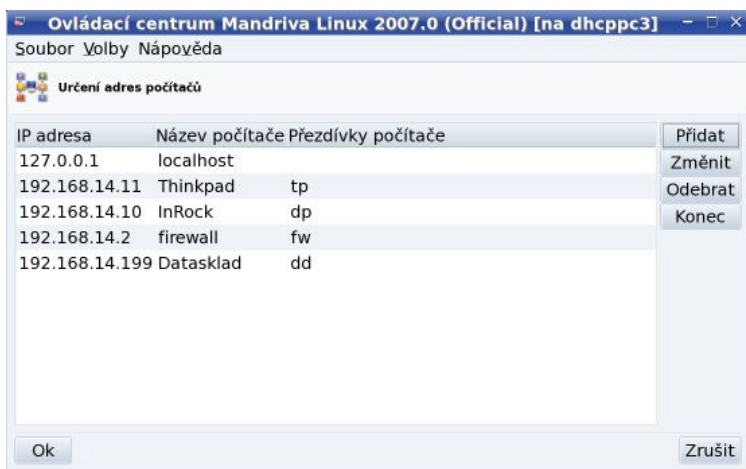 Ovládací centrum Mandriva Linux 2007.0 (Official) [na dhcppc3]
Soubor Volby Nápověda
Určení adres počítačů
IP adresa Název počítače Přezdívky počítače
127.0.0.1 localhost
192.168.14.11 Thinkpad tp
192.168.14.10 InRock dp
192.168.14.2 firewall fw
192.168.14.199 Datasklad dd
Přidat
Změnit
Odebrat
Konec
Ok Zrušit